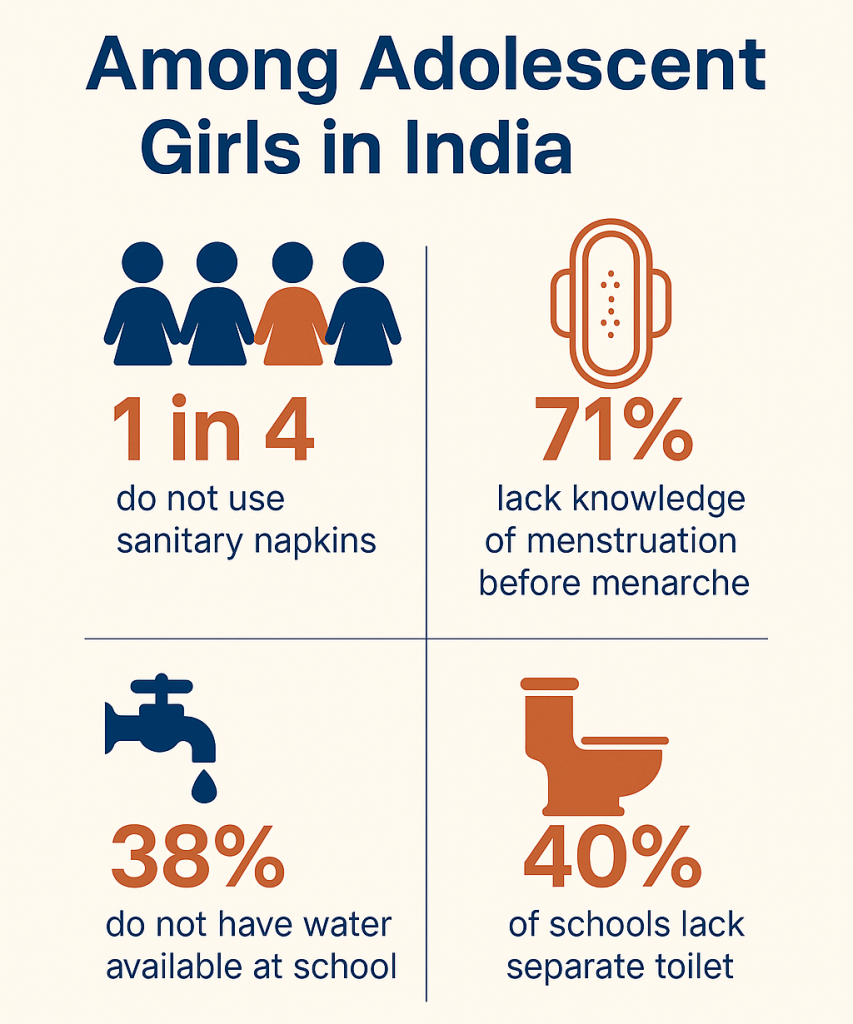 Among Adolescent
Girls in India
1 in 4
do not use
sanitary napkins
71%
lack knowledge
of menstruation
before menarche
38%
do not have water
available at school
40%
of schools lack
separate toilet